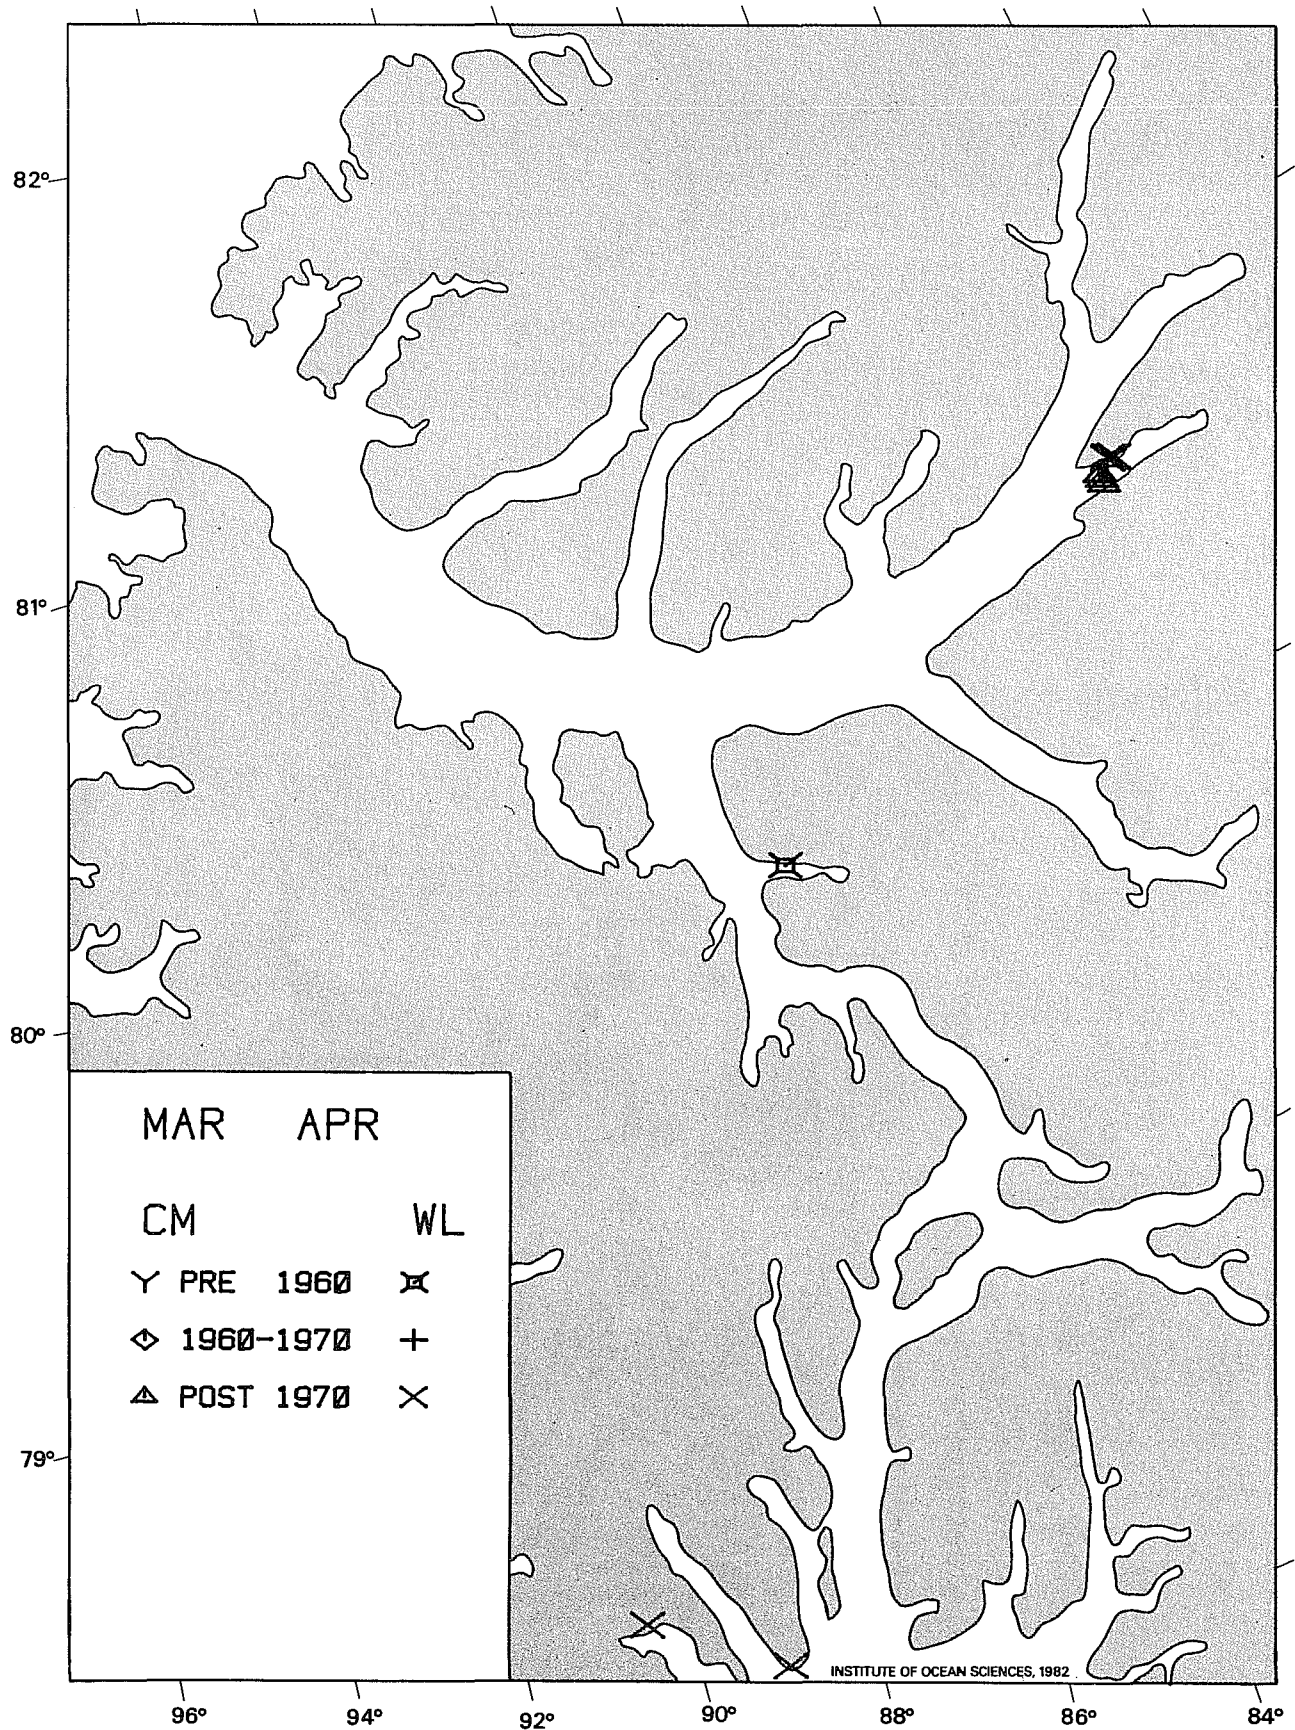 82°
81°
80°
MAR APR
CM WL
PRE 1960
1960-1970
POST 1970
79°
INSTITUTE OF OCEAN SCIENCES, 1982
96° 94° 92° 90° 88° 86° 84°